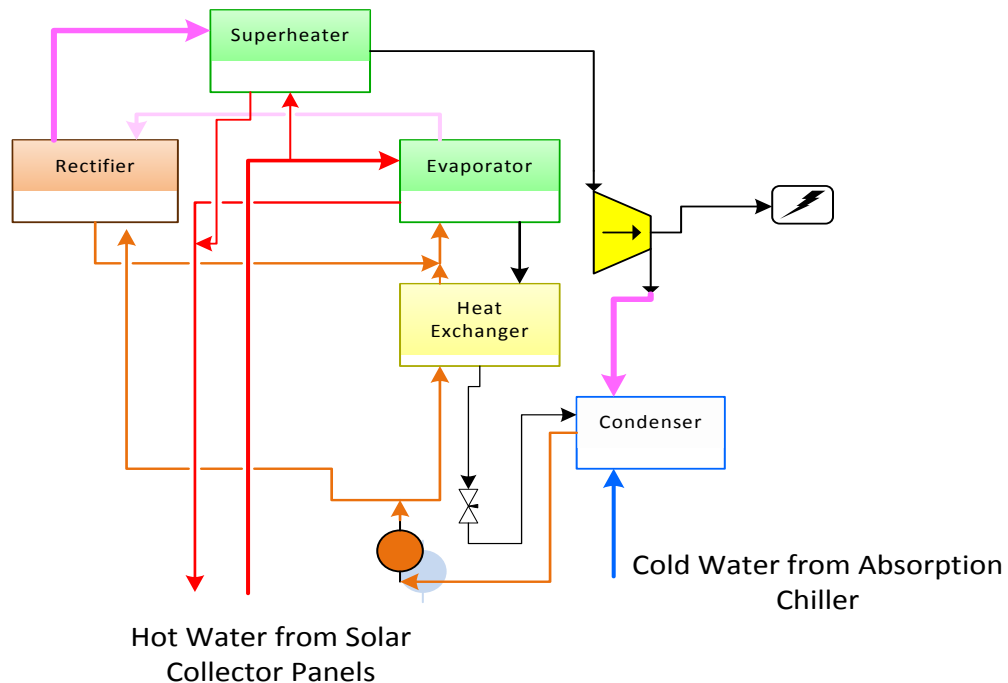 Superheater
Rectifier
Evaporator
Heat
Exchanger
Condenser
Cold Water from Absorption
Chiller
Hot Water from Solar
Collector Panels